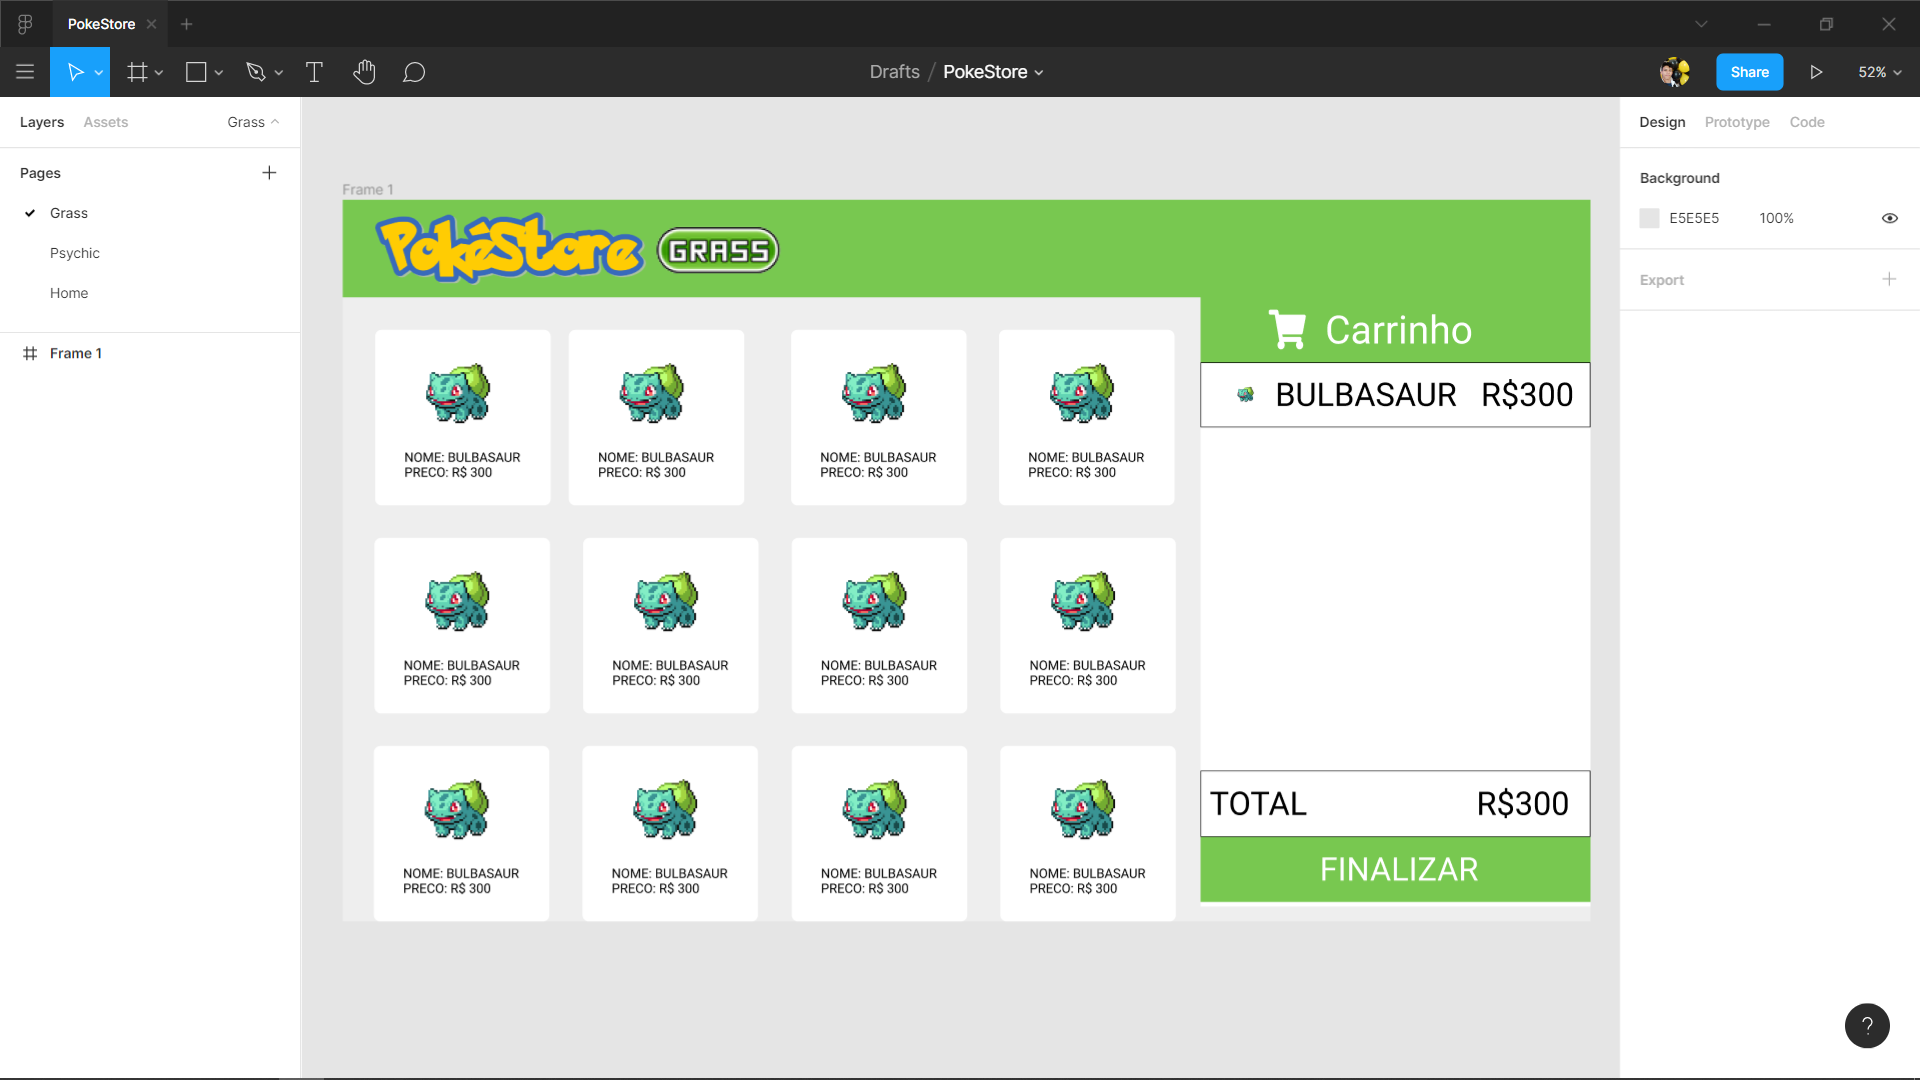 PokeStore
Drafts / PokeStore
Share
52%
Layers
Assets
Grass
Pages
Grass
Psychic
Home
Frame 1
Frame 1
PokéStore
GRASS
NOME: BULBASAUR
PRECO: R$ 300
NOME: BULBASAUR
PRECO: R$ 300
NOME: BULBASAUR
PRECO: R$ 300
NOME: BULBASAUR
PRECO: R$ 300
NOME: BULBASAUR
PRECO: R$ 300
NOME: BULBASAUR
PRECO: R$ 300
NOME: BULBASAUR
PRECO: R$ 300
NOME: BULBASAUR
PRECO: R$ 300
NOME: BULBASAUR
PRECO: R$ 300
NOME: BULBASAUR
PRECO: R$ 300
NOME: BULBASAUR
PRECO: R$ 300
NOME: BULBASAUR
PRECO: R$ 300
Carrinho
BULBASAUR R$300
TOTAL R$300
FINALIZAR
Design
Prototype
Code
Background
E5E5E5 100%
Export
?